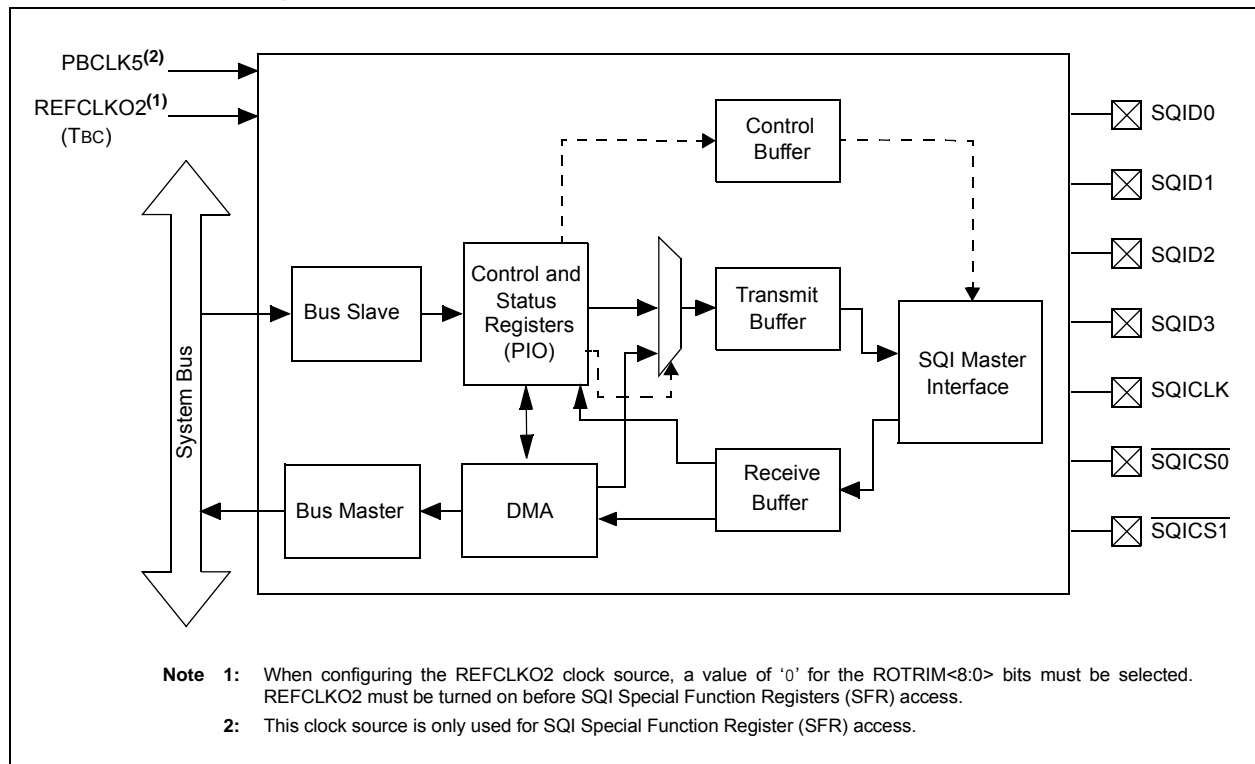 PBCLK5(2)
REFCLKO2(1)
(TBC)
System Bus
Bus Slave
Control and
Status
Registers
(PIO)
Control
Buffer
Transmit
Buffer
SQI Master
Interface
Bus Master
DMA
Receive
Buffer
SQID0
SQID1
SQID2
SQID3
SQICLK
SQICS0
SQICS1
Note 1: When configuring the REFCLKO2 clock source, a value of ‘0’ for the ROTRIM<8:0> bits must be selected.
REFCLKO2 must be turned on before SQI Special Function Registers (SFR) access.
2: This clock source is only used for SQI Special Function Register (SFR) access.